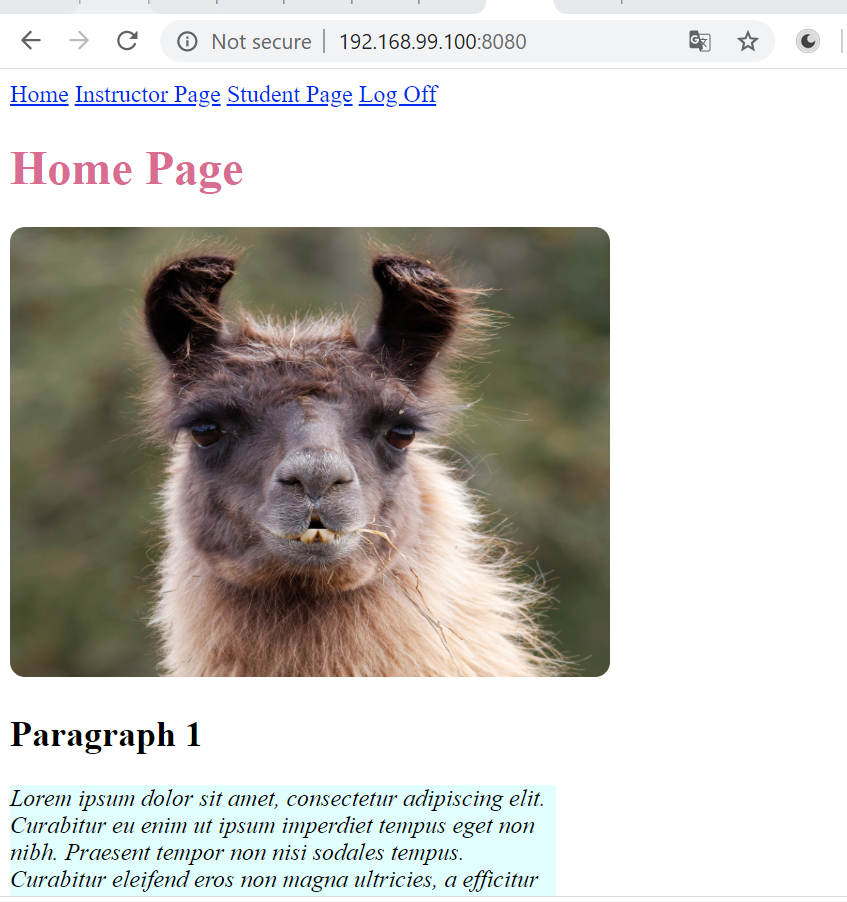 Not secure | 192.168.99.100:8080
Home Instructor Page Student Page Log Off
Home Page
Paragraph 1
Lorem ipsum dolor sit amet, consectetur adipiscing elit.
Curabitur eu enim ut ipsum imperdiet tempus eget non
nibh. Praesent tempor non nisi sodales tempus.
Curabitur eleifend eros non magna ultricies, a efficitur